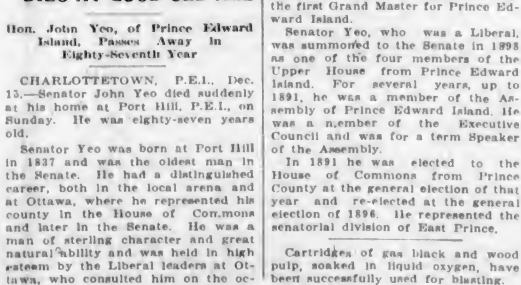 Hon. John Yeo, of Prince Edward
Island, Passes Away In
Eighty-Seventh Year
CHARLOTTETOWN, P.E.I., Dec.
13.—Senator John Yeo died suddenly
at his home at Port Hill, P.E.I., on
Sunday. He was eighty-seven years
old.
Senator Yeo was born at Port Hill
in 1837 and was the oldest man in
the Senate. He had a distinguished
career, both in the local arena and
at Ottawa, where he represented his
county in the House of Commons
and later in the Senate. He was a
man of sterling character and great
natural ability and was held in high
esteem by the Liberal leaders at Ot-
tawa, who consulted him on the oc-
the first Grand Master for Prince Ed-
ward Island.
Senator Yeo, who was a Liberal,
was summoned to the Senate in 1898
as one of the four members of the
Upper House from Prince Edward
Island. For several years, up to
1891, he was a member of the As-
sembly of Prince Edward Island. He
was a member of the Executive
Council and was for a term Speaker
of the Assembly.
In 1891 he was elected to the
House of Commons from Prince
County at the general election of that
year and re-elected at the general
election of 1896. He represented the
senatorial division of East Prince.
Cartridges of gas black and wood
pulp, soaked in liquid oxygen, have
been successfully used for blasting.